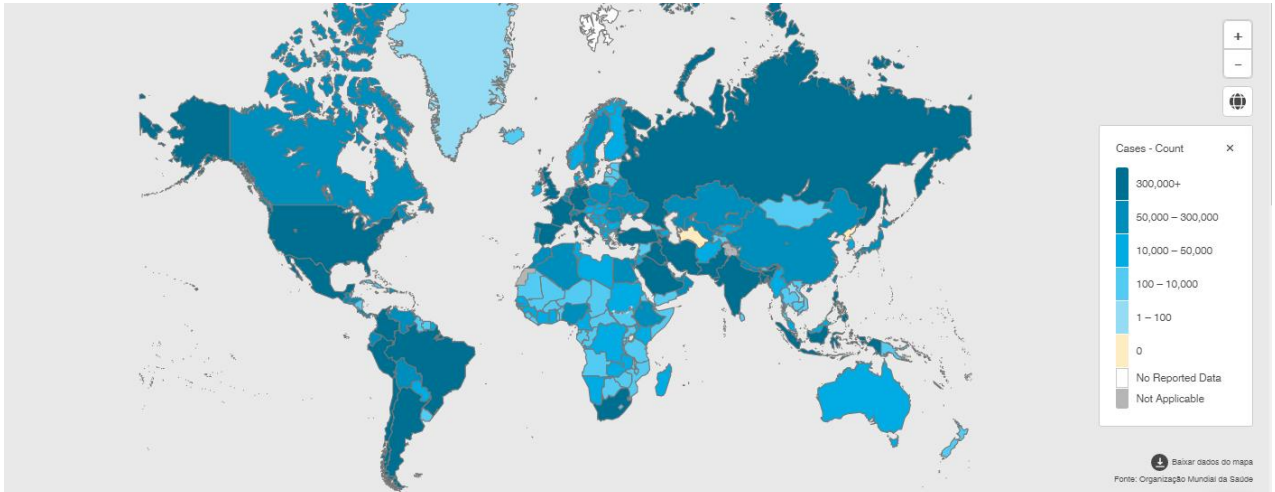 +
−
Cases - Count ×
300,000+
50,000 – 300,000
10,000 – 50,000
100 – 10,000
1 – 100
0
No Reported Data
Not Applicable
Baixar dados do mapa
Fonte: Organização Mundial da Saúde